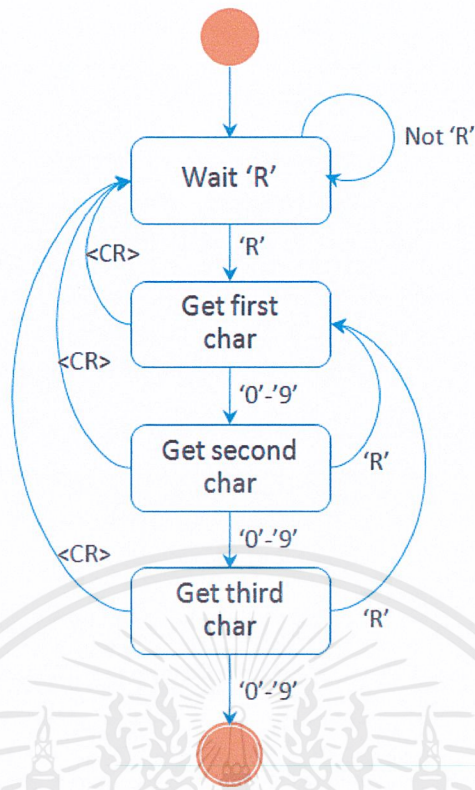 Not ‘R’
Wait ‘R’
<CR>
‘R’
Get first
char
<CR>
‘0’-’9’
Get second
char
‘R’
<CR>
‘0’-’9’
Get third
char
‘R’
‘0’-’9’